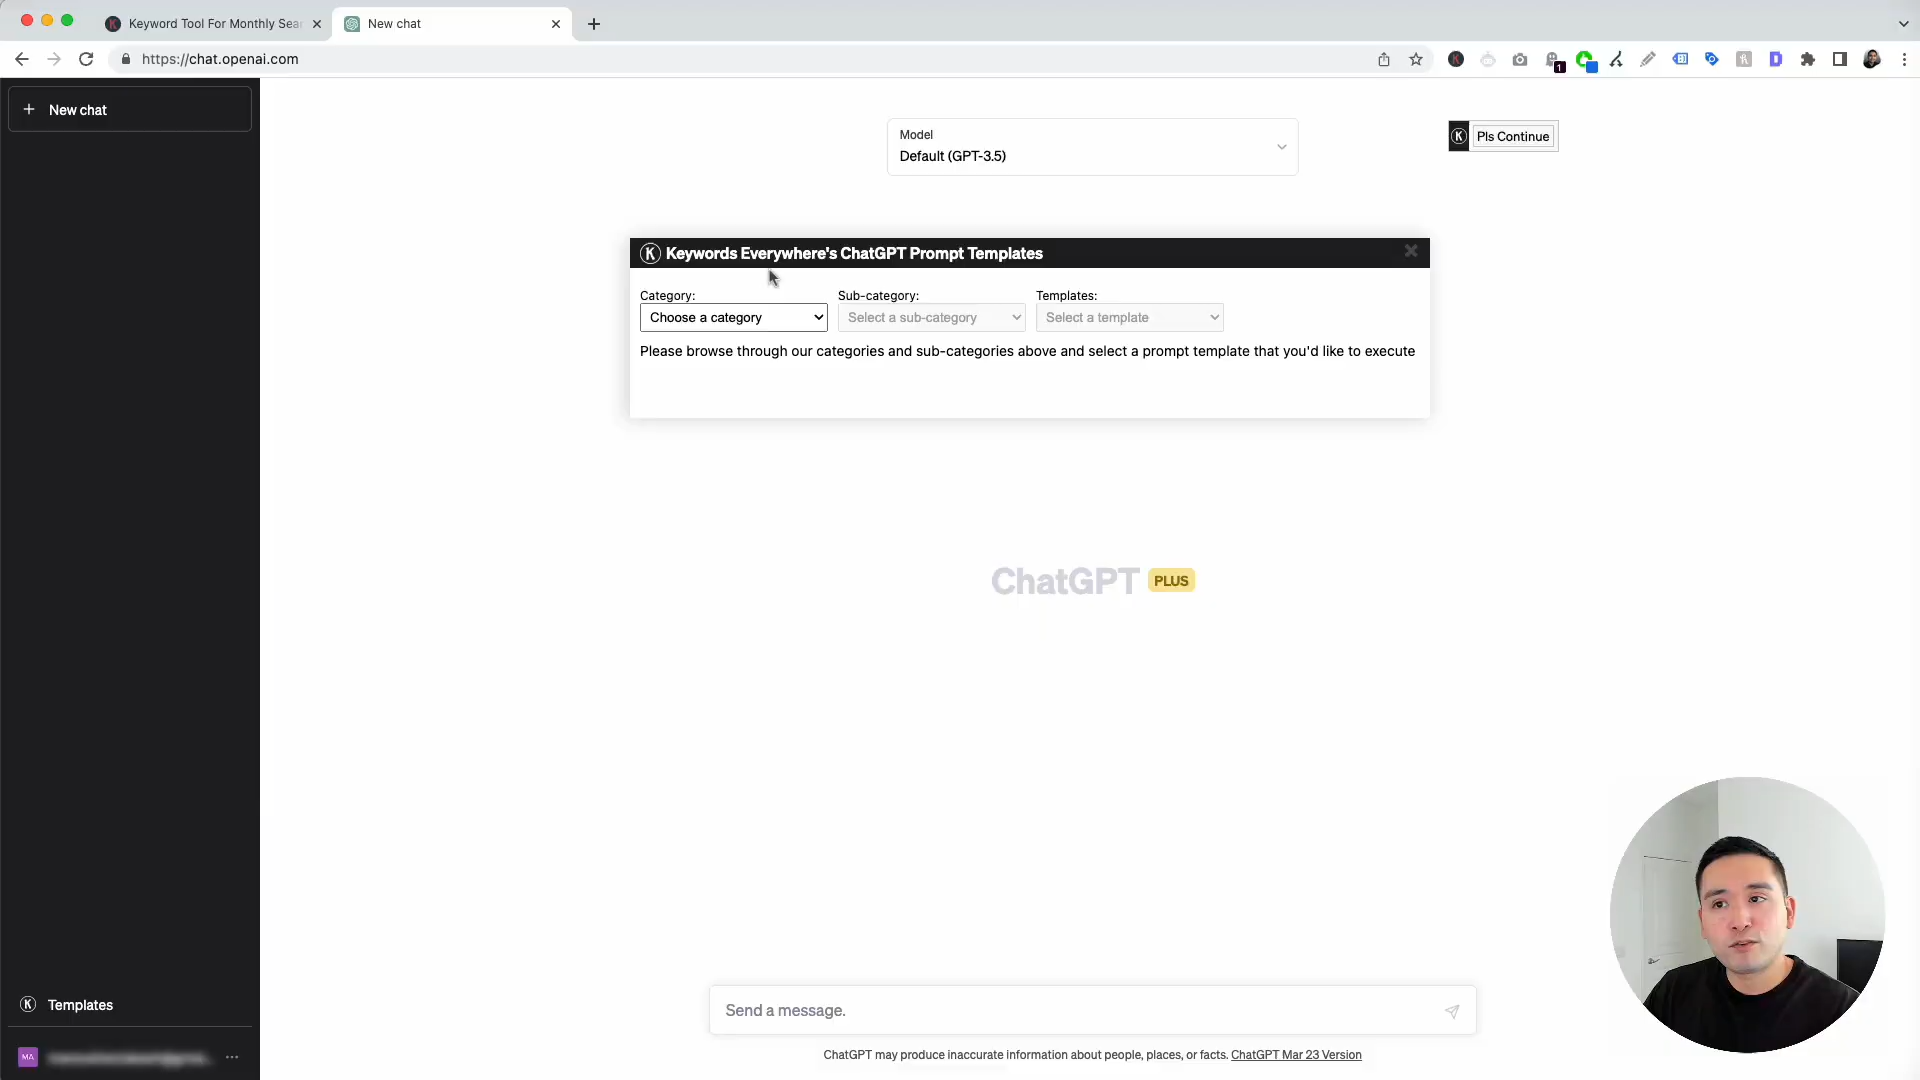 Keyword Tool For Monthly Sear
New chat
https://chat.openai.com
1
New chat
Model
Default (GPT-3.5)
K
Pls Continue
K
Keywords Everywhere's ChatGPT Prompt Templates
Category:
Sub-category:
Templates:
Choose a category
Select a sub-category
Select a template
Please browse through our categories and sub-categories above and select a prompt template that you'd like to execute
ChatGPT PLUS
Send a message.
K
Templates
MA
ChatGPT may produce inaccurate information about people, places, or facts. ChatGPT Mar 23 Version